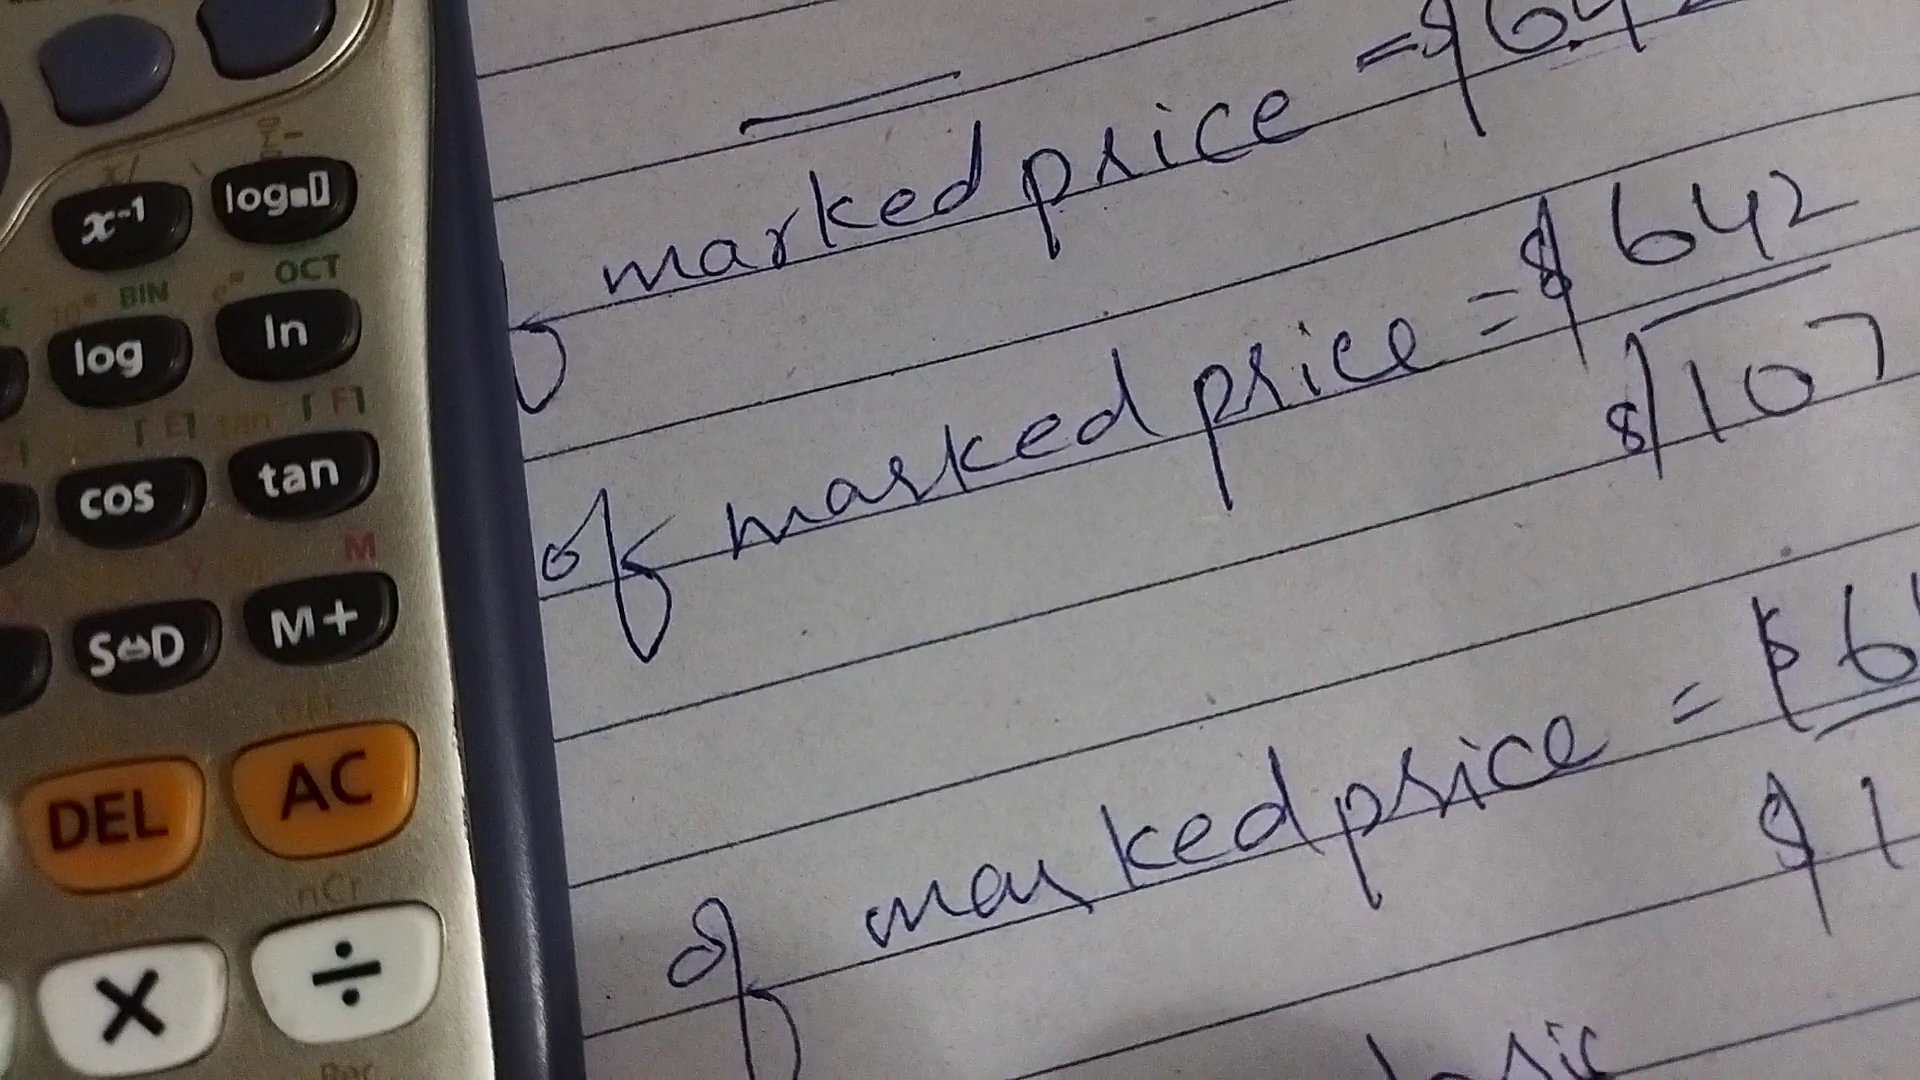 marked price = $ 64
of marked price = $ 642
$ 107
of marked price = $ 6
$ 1
x⁻¹ log
BIN OCT
log ln
cos tan
M
S⇔D M+
DEL AC
nCr
× ÷